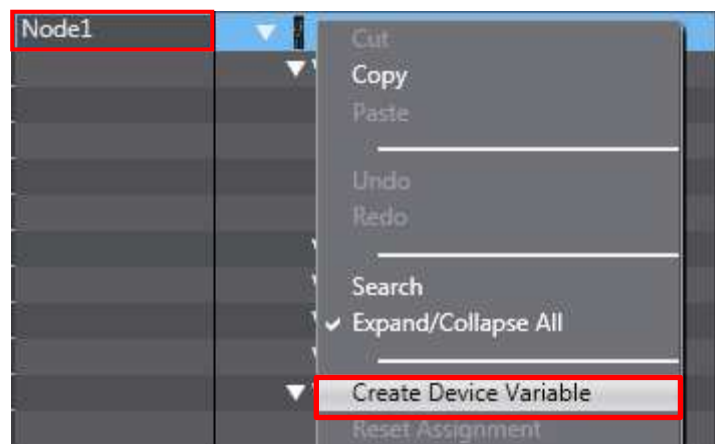 Node1
Cut
Copy
Paste
Undo
Redo
Search
Expand/Collapse All
Create Device Variable
Reset Assignment